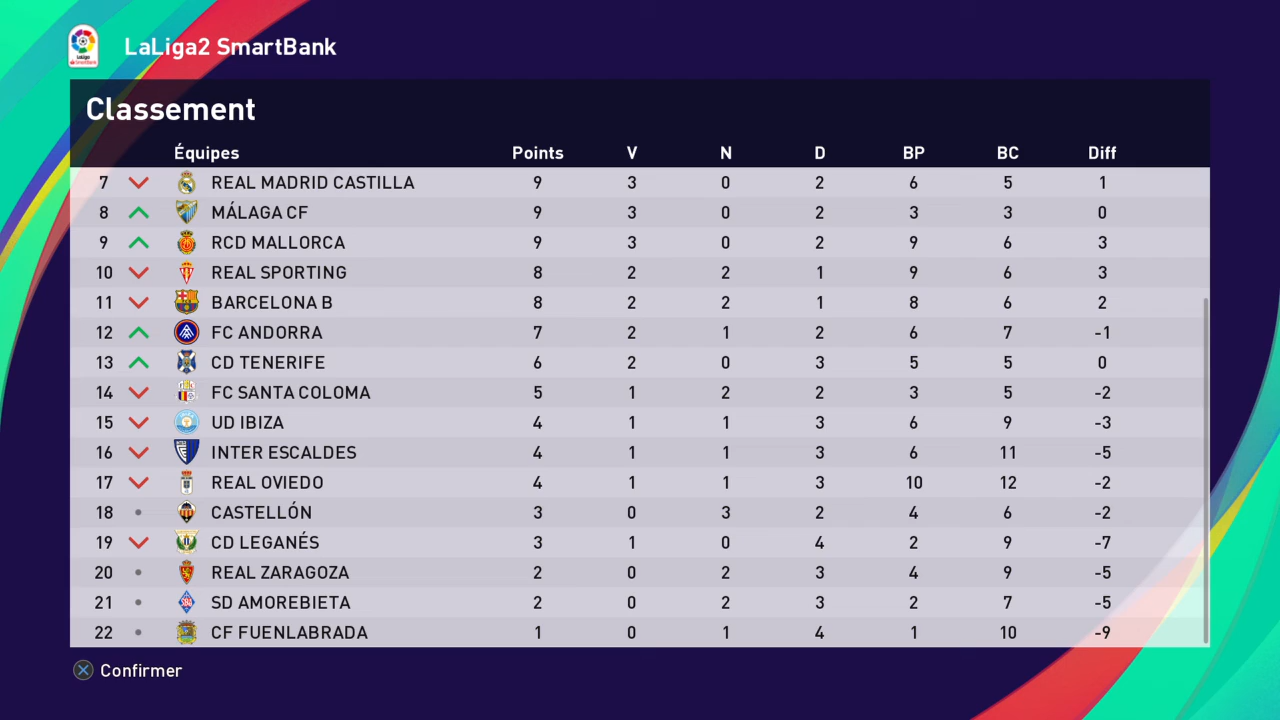 LaLiga2 SmartBank
Classement
Équipes Points V N D BP BC Diff
7 REAL MADRID CASTILLA 9 3 0 2 6 5 1
8 MÁLAGA CF 9 3 0 2 3 3 0
9 RCD MALLORCA 9 3 0 2 9 6 3
10 REAL SPORTING 8 2 2 1 9 6 3
11 BARCELONA B 8 2 2 1 8 6 2
12 FC ANDORRA 7 2 1 2 6 7 -1
13 CD TENERIFE 6 2 0 3 5 5 0
14 FC SANTA COLOMA 5 1 2 2 3 5 -2
15 UD IBIZA 4 1 1 3 6 9 -3
16 INTER ESCALDES 4 1 1 3 6 11 -5
17 REAL OVIEDO 4 1 1 3 10 12 -2
18 CASTELLÓN 3 0 3 2 4 6 -2
19 CD LEGANÉS 3 1 0 4 2 9 -7
20 REAL ZARAGOZA 2 0 2 3 4 9 -5
21 SD AMOREBIETA 2 0 2 3 2 7 -5
22 CF FUENLABRADA 1 0 1 4 1 10 -9
Confirmer